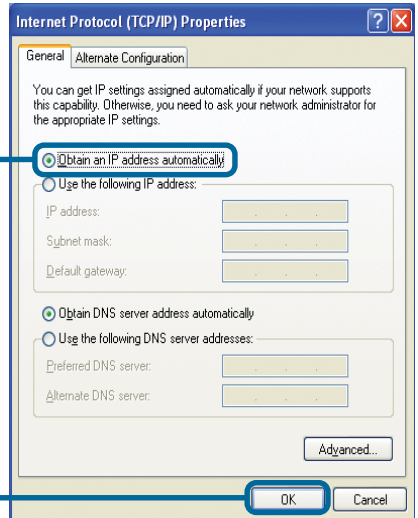 Internet Protocol (TCP/IP) Properties
General
Alternate Configuration
You can get IP settings assigned automatically if your network supports
this capability. Otherwise, you need to ask your network administrator for
the appropriate IP settings.
Obtain an IP address automatically
Use the following IP address:
IP address:
Subnet mask:
Default gateway:
Obtain DNS server address automatically
Use the following DNS server addresses:
Preferred DNS server:
Alternate DNS server:
Advanced...
OK
Cancel